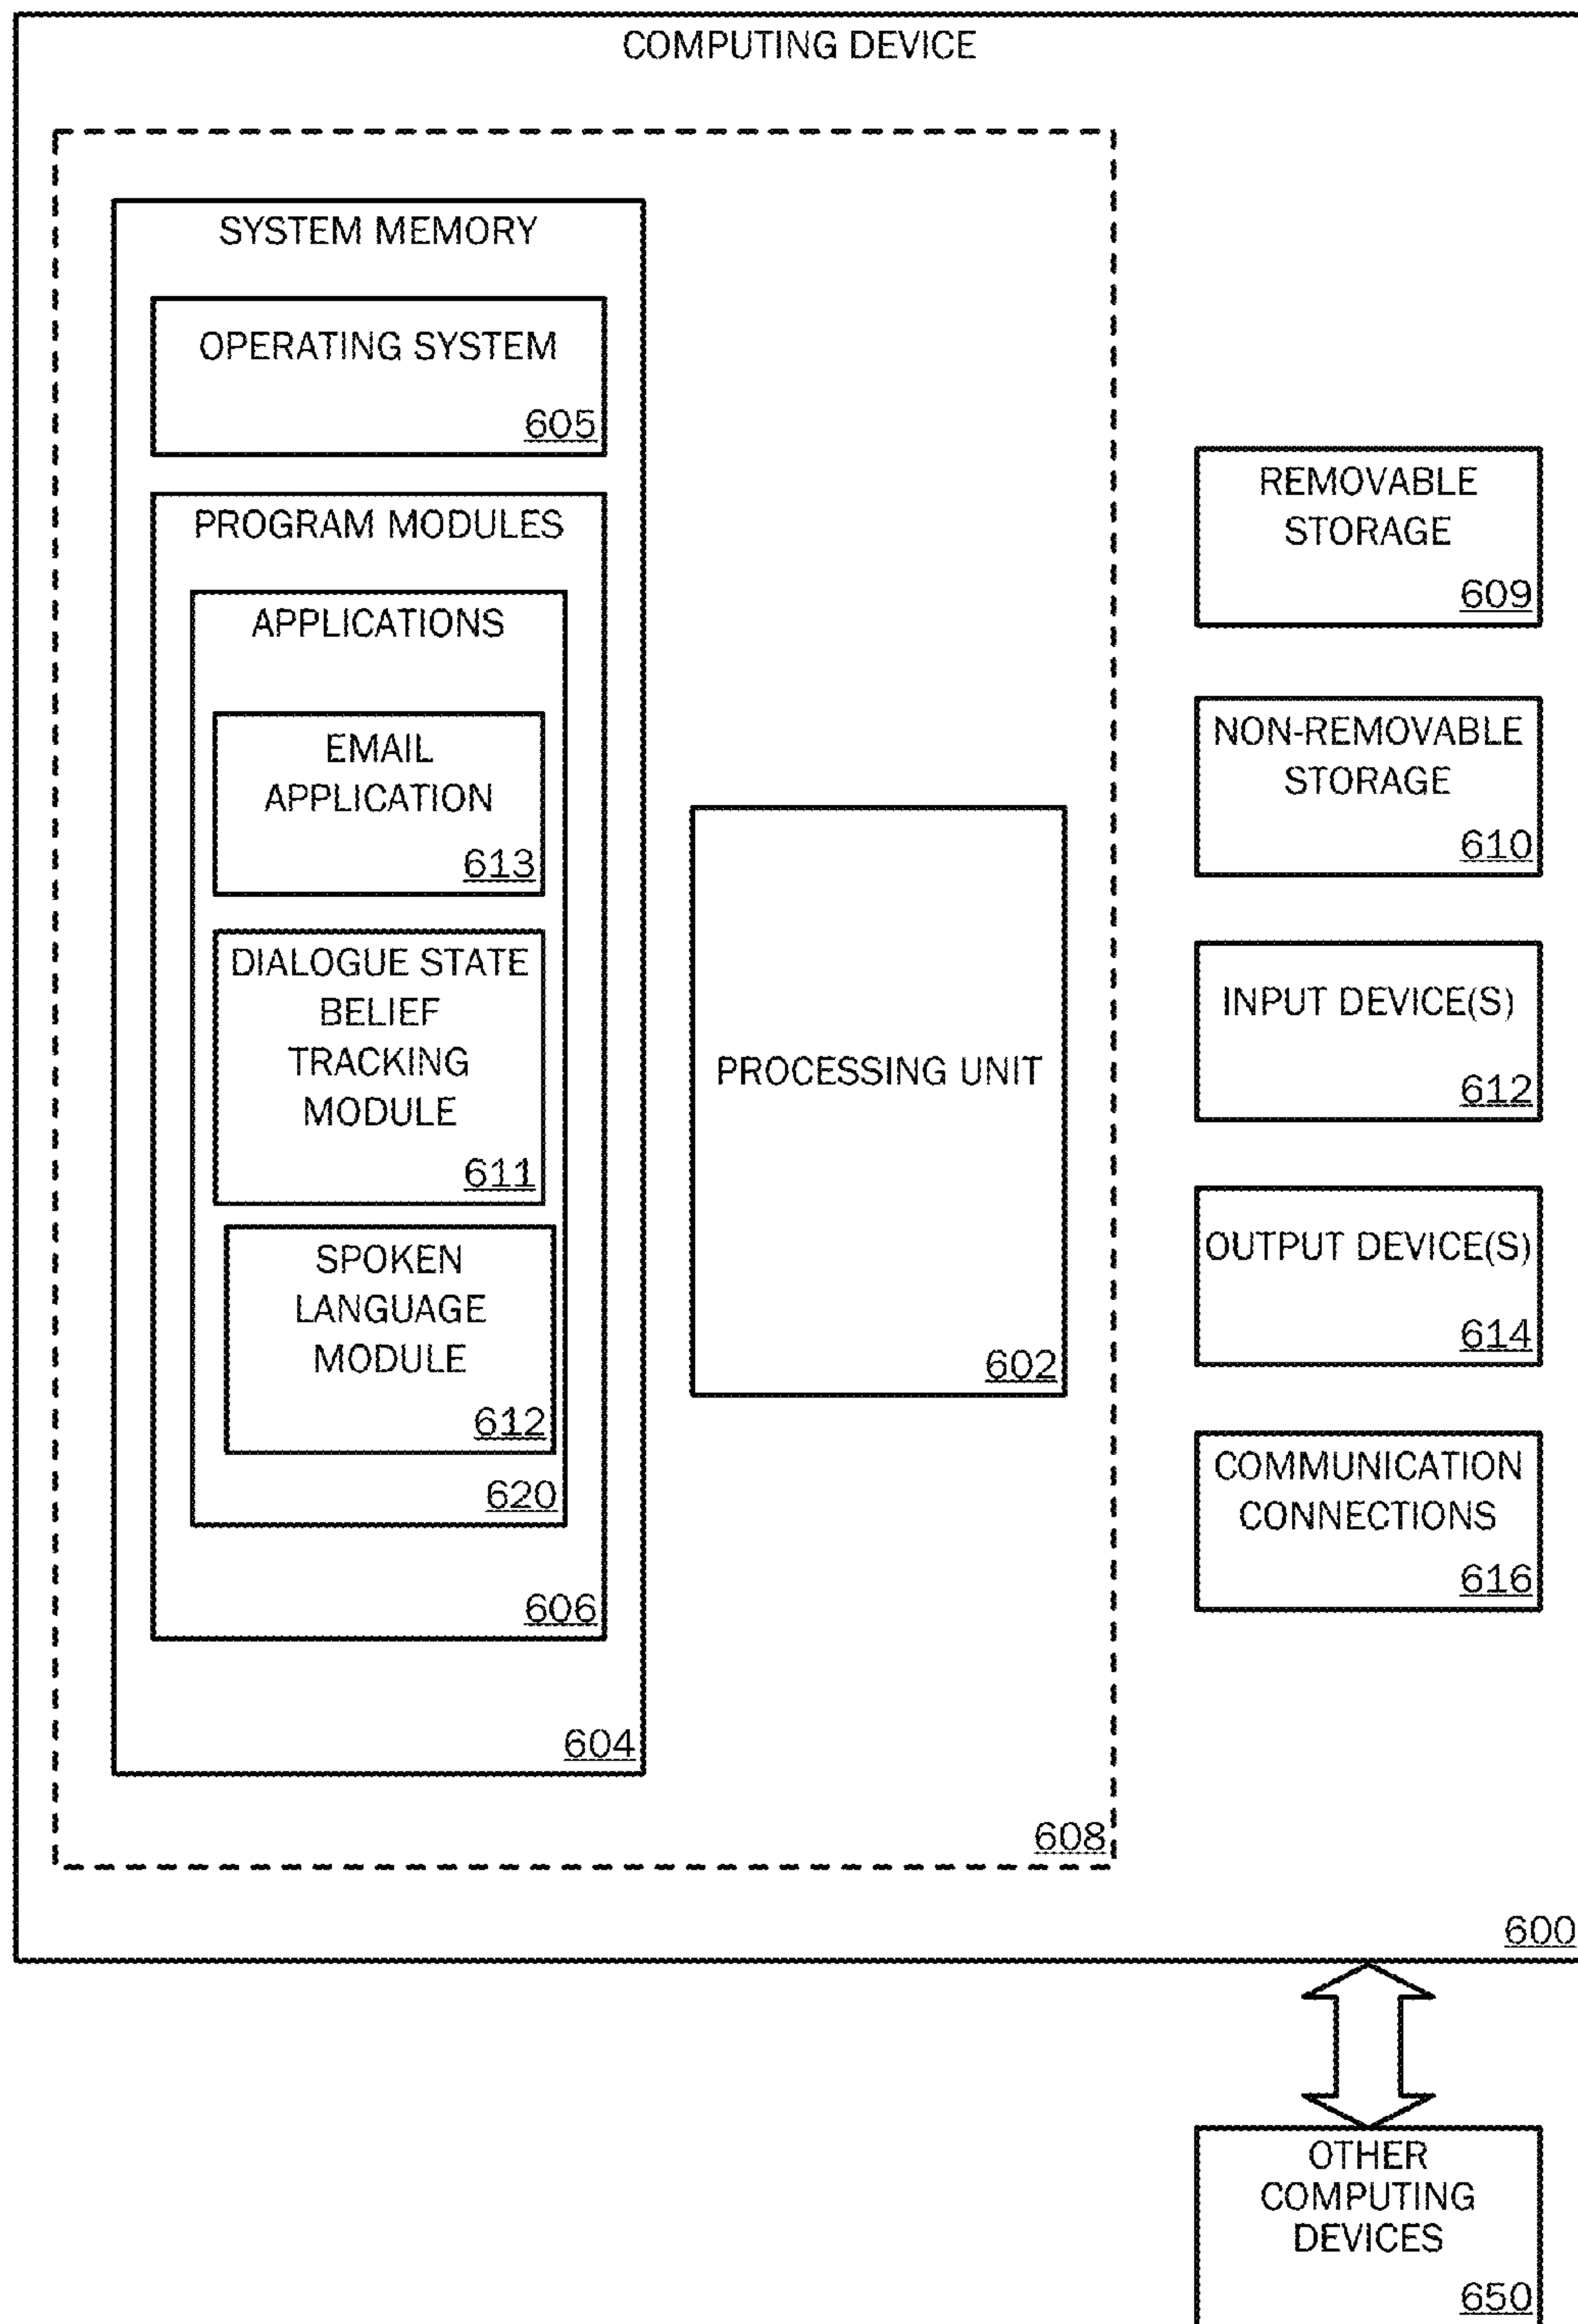 COMPUTING DEVICE
SYSTEM MEMORY
OPERATING SYSTEM
605
PROGRAM MODULES
APPLICATIONS
EMAIL
APPLICATION
613
DIALOGUE STATE
BELIEF
TRACKING
MODULE
611
SPOKEN
LANGUAGE
MODULE
612
620
606
604
PROCESSING UNIT
602
608
REMOVABLE
STORAGE
609
NON-REMOVABLE
STORAGE
610
INPUT DEVICE(S)
612
OUTPUT DEVICE(S)
614
COMMUNICATION
CONNECTIONS
616
600
OTHER
COMPUTING
DEVICES
650